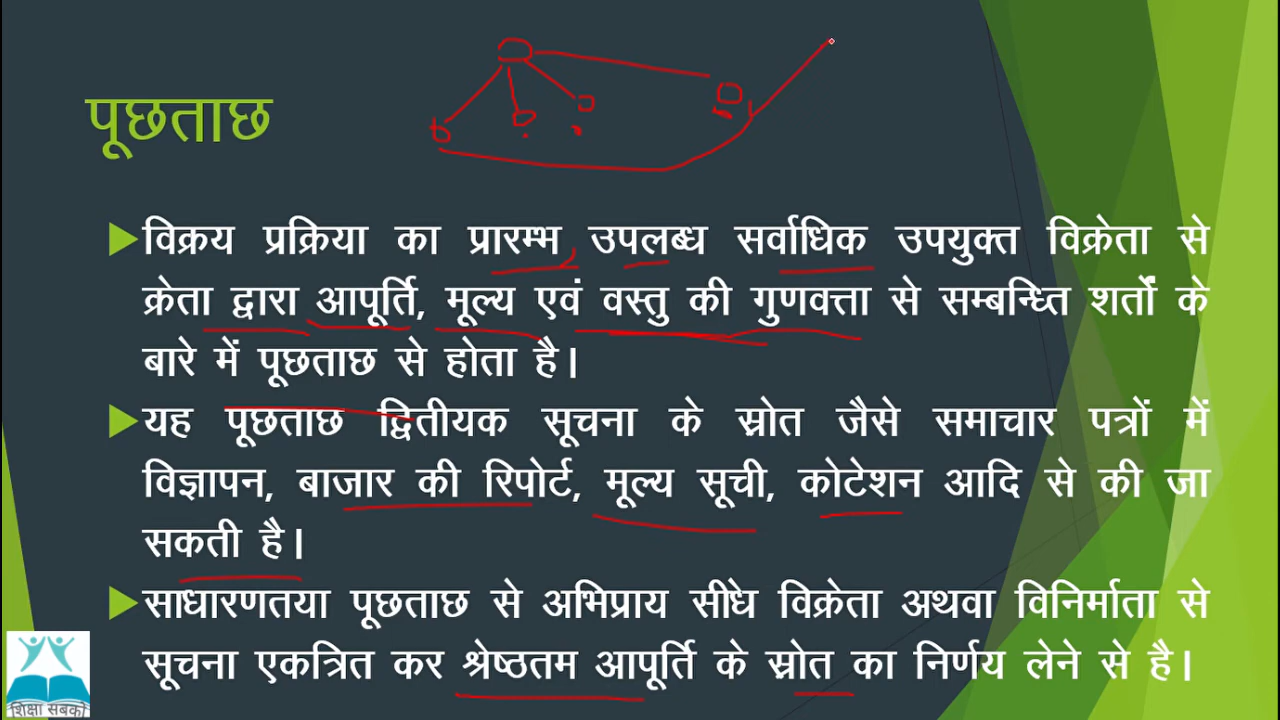 पूछताछ
विक्रय प्रक्रिया का प्रारम्भ उपलब्ध सर्वाधिक उपयुक्त विक्रेता से
क्रेता द्वारा आपूर्ति, मूल्य एवं वस्तु की गुणवत्ता से सम्बन्धित शर्तों के
बारे में पूछताछ से होता है।
यह पूछताछ द्वितीयक सूचना के स्रोत जैसे समाचार पत्रों में
विज्ञापन, बाजार की रिपोर्ट, मूल्य सूची, कोटेशन आदि से की जा
सकती है।
साधारणतया पूछताछ से अभिप्राय सीधे विक्रेता अथवा विनिर्माता से
सूचना एकत्रित कर श्रेष्ठतम आपूर्ति के स्रोत का निर्णय लेने से है।
शिक्षा सबकी